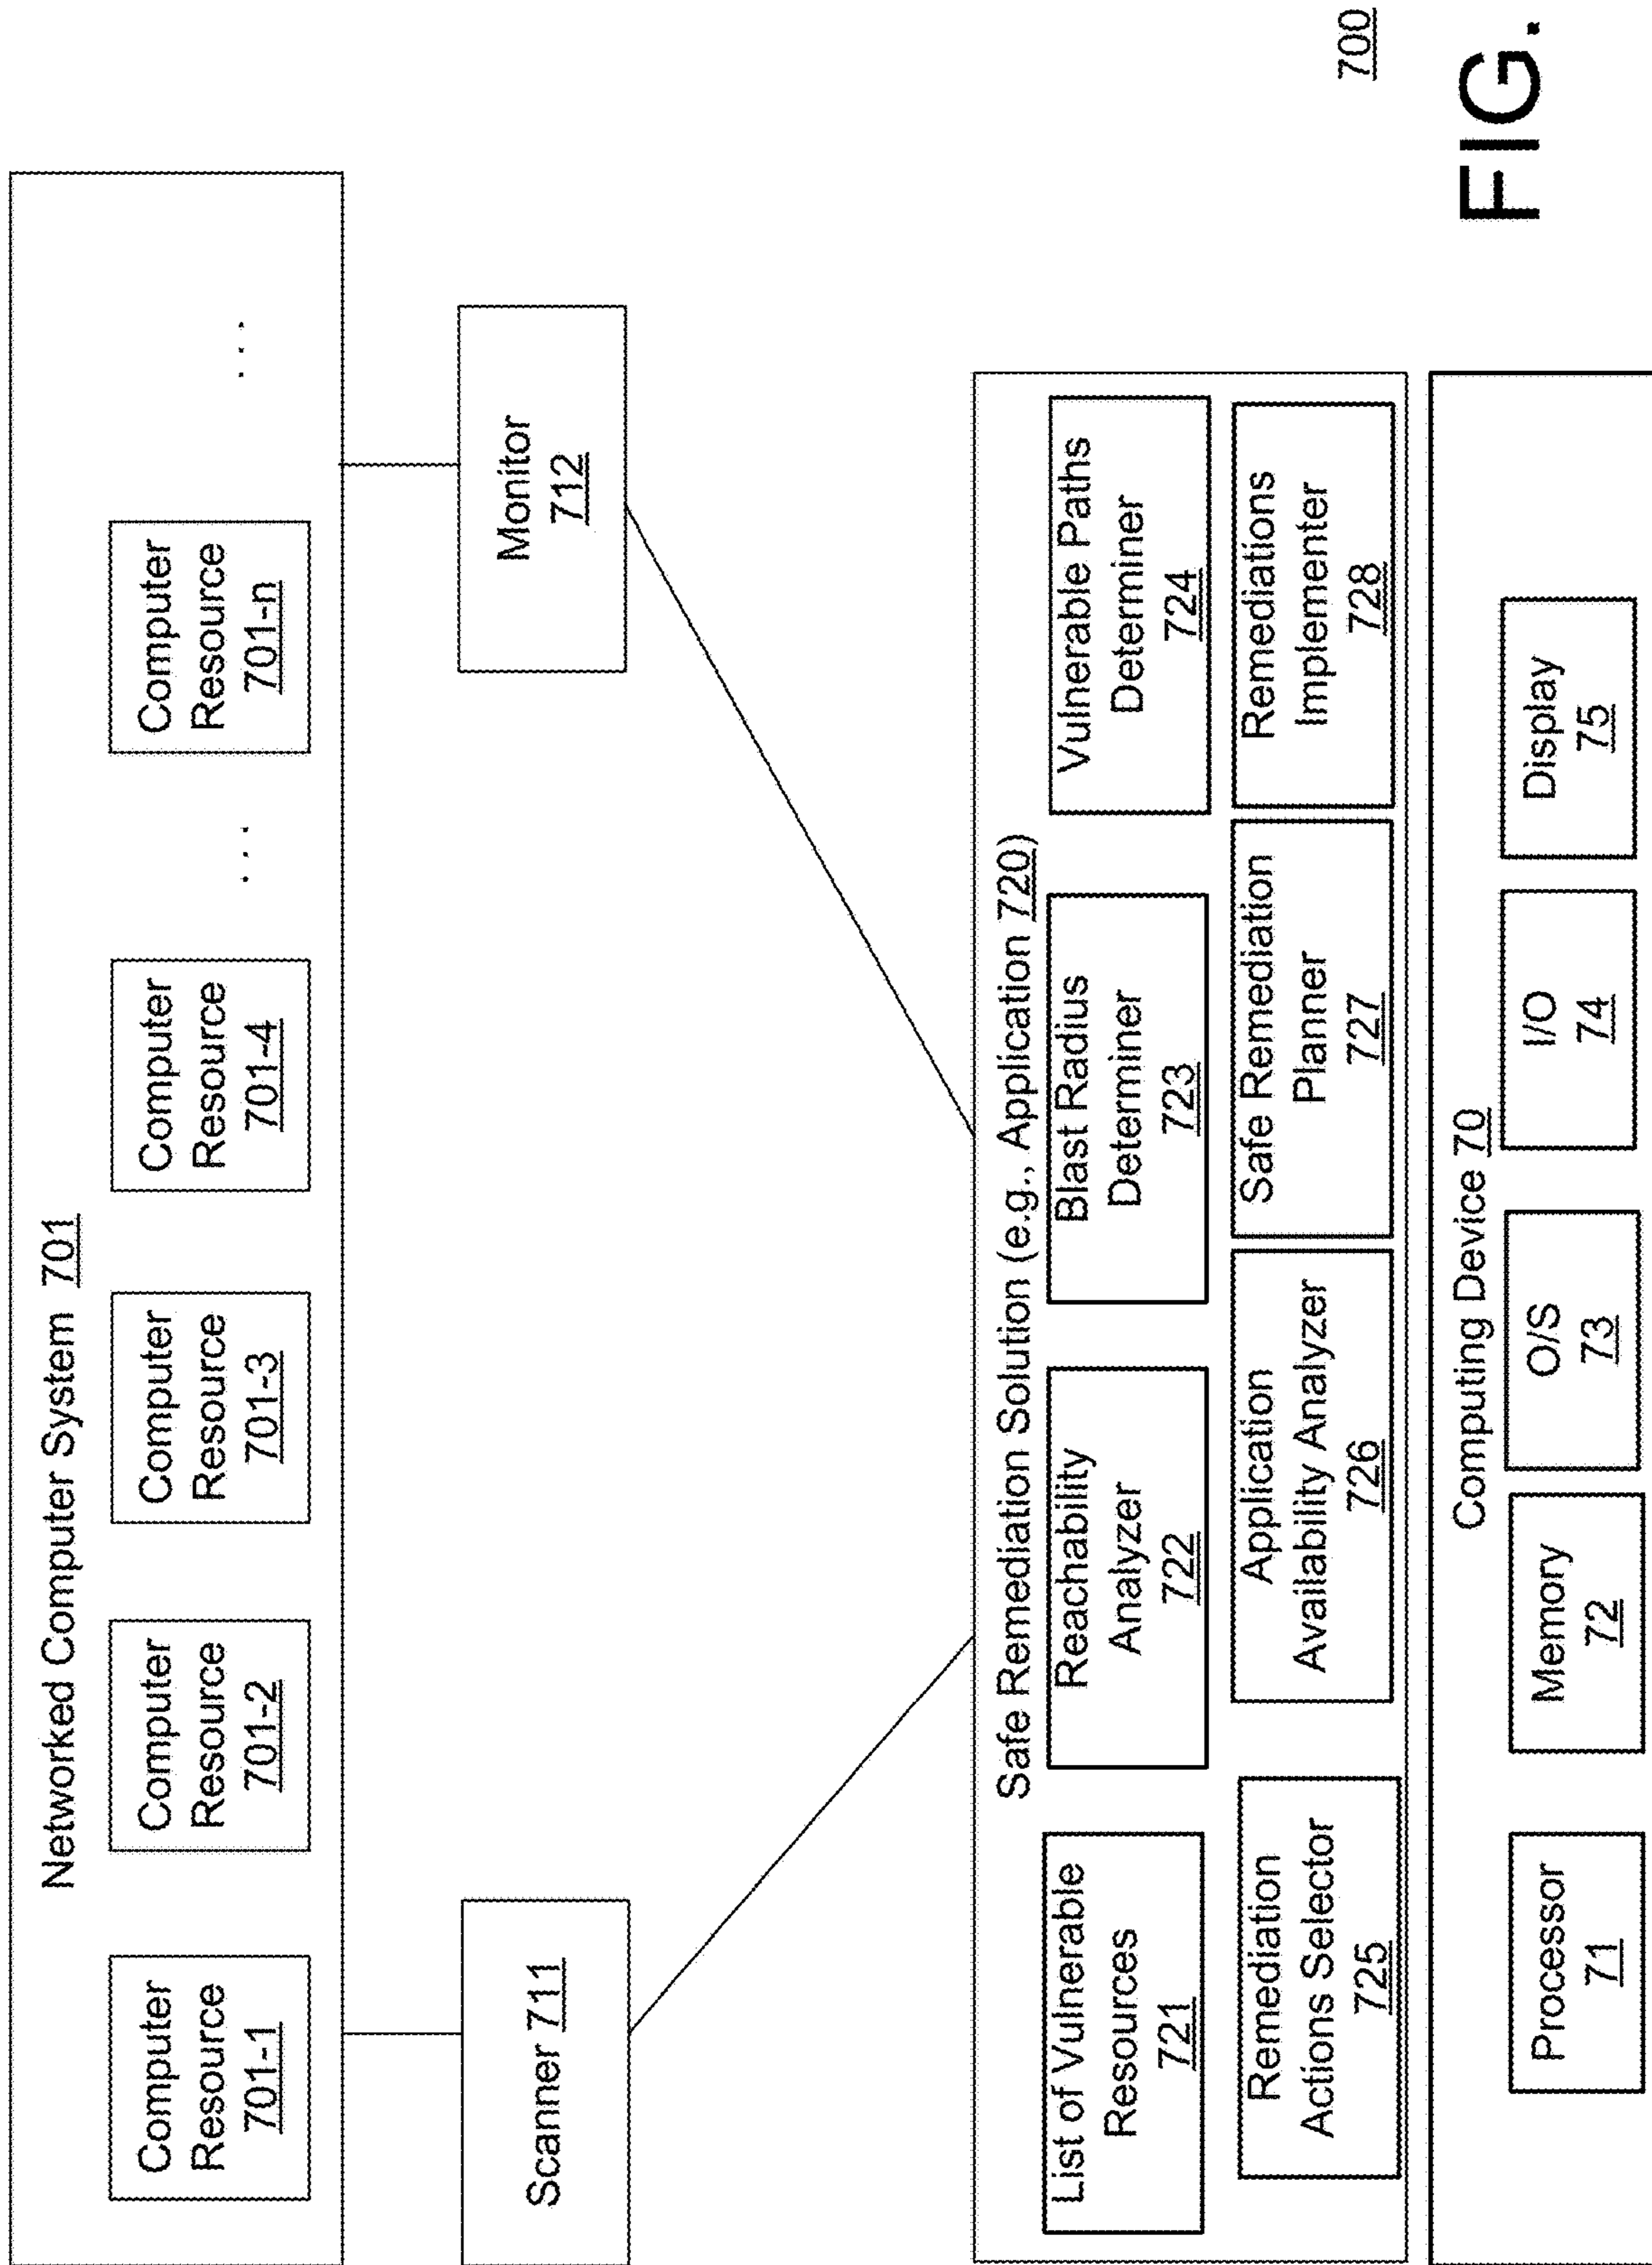 Networked Computer System 701
Computer
Resource
701-1
Computer
Resource
701-2
Computer
Resource
701-3
Computer
Resource
701-4
. . .
Computer
Resource
701-n
. . .
Scanner 711
Monitor
712
Safe Remediation Solution (e.g., Application 720)
List of Vulnerable
Resources
721
Reachability
Analyzer
722
Blast Radius
Determiner
723
Vulnerable Paths
Determiner
724
Remediation
Actions Selector
725
Application
Availability Analyzer
726
Safe Remediation
Planner
727
Remediations
Implementer
728
Computing Device 70
Processor
71
Memory
72
O/S
73
I/O
74
Display
75
700
FIG.